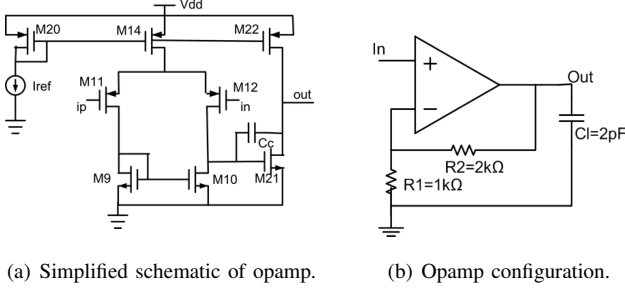 Vdd
M20
M14
M22
Iref
M11
M12
ip
in
out
Cc
M9
M10
M21
(a) Simplified schematic of opamp.
In
+
−
Out
Cl=2pF
R2=2kΩ
R1=1kΩ
(b) Opamp configuration.